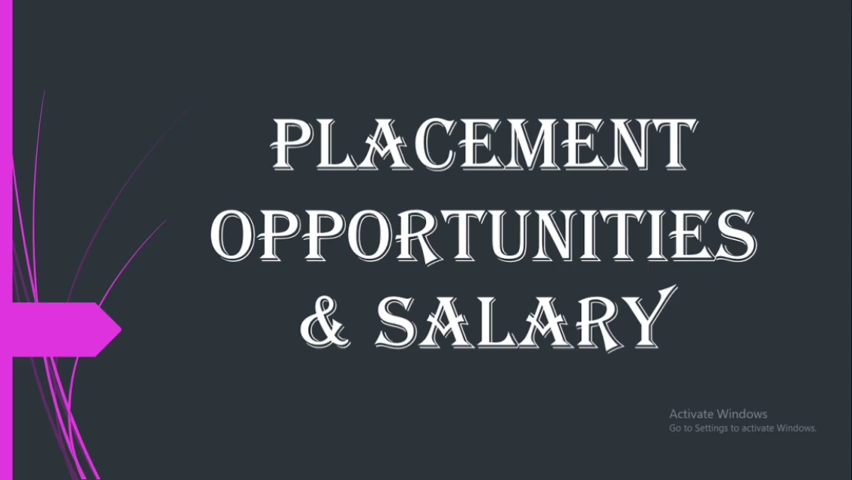 PLACEMENT
OPPORTUNITIES
& SALARY
Activate Windows
Go to Settings to activate Windows.